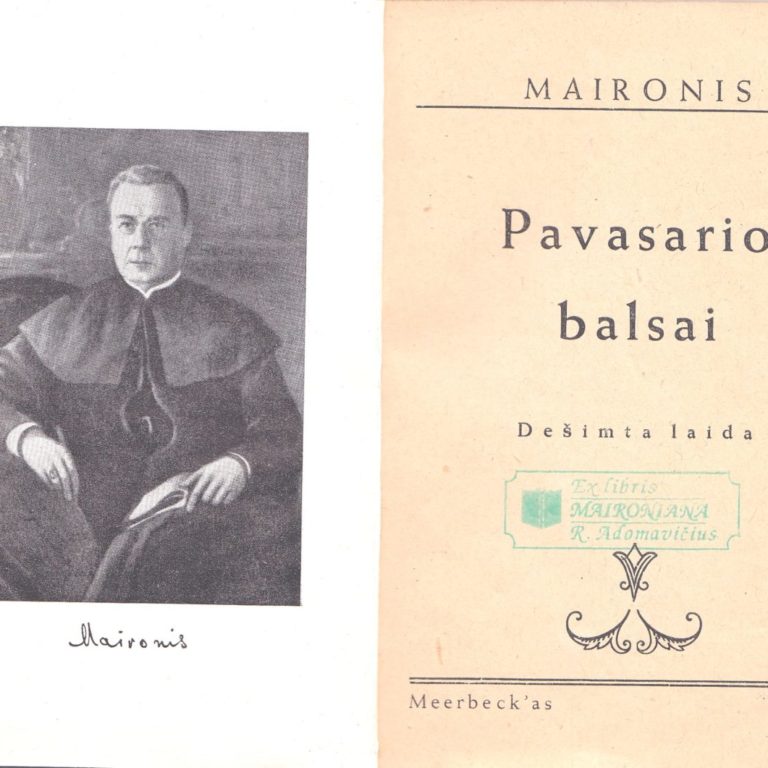 Maironis
MAIRONIS
Pavasario
balsai
Dešimta laida
Ex libris
MAIRONIANA
R. Adomavičius
Meerbeck'as